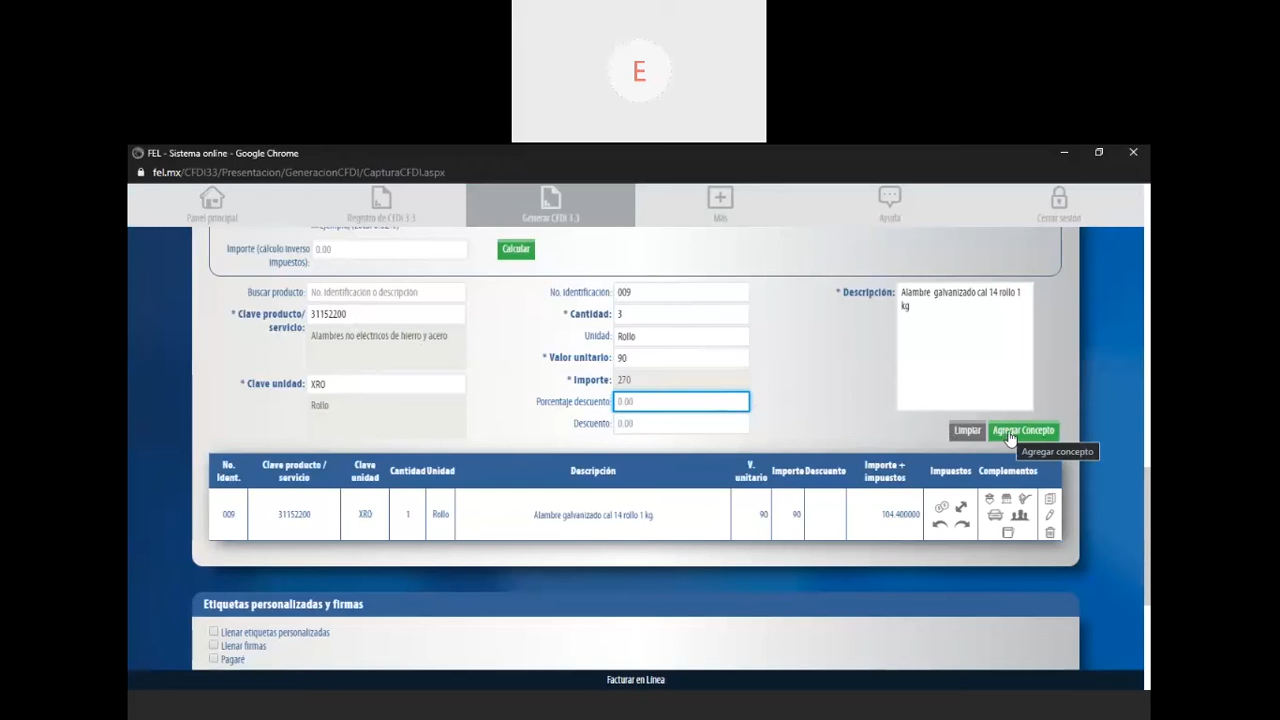 E
FEL - Sistema online - Google Chrome
fel.mx/CFDI33/Presentacion/GeneracionCFDI/CapturaCFDI.aspx
Panel principal
Registro de CFDI 3.3
Generar CFDI 3.3
Más
Ayuda
Cerrar sesión
Importe (cálculo inverso impuestos): 0.00
Calcular
Buscar producto: No. Identificación o descripción
* Clave producto/ servicio: 31152200
Alambres no eléctricos de hierro y acero
* Clave unidad: XRO
Rollo
No. Identificación: 009
* Cantidad: 3
Unidad: Rollo
* Valor unitario: 90
* Importe: 270
Porcentaje descuento: 0.00
Descuento: 0.00
* Descripción: Alambre galvanizado cal 14 rollo 1
kg
Limpiar
Agregar Concepto
Agregar concepto
No. Ident. Clave producto / servicio Clave unidad Cantidad Unidad Descripción V. unitario Importe Descuento Importe + impuestos Impuestos Complementos
009 31152200 XRO 1 Rollo Alambre galvanizado cal 14 rollo 1 kg 90 90 104.400000
Etiquetas personalizadas y firmas
Llenar etiquetas personalizadas
Llenar firmas
Pagaré
Facturar en Línea